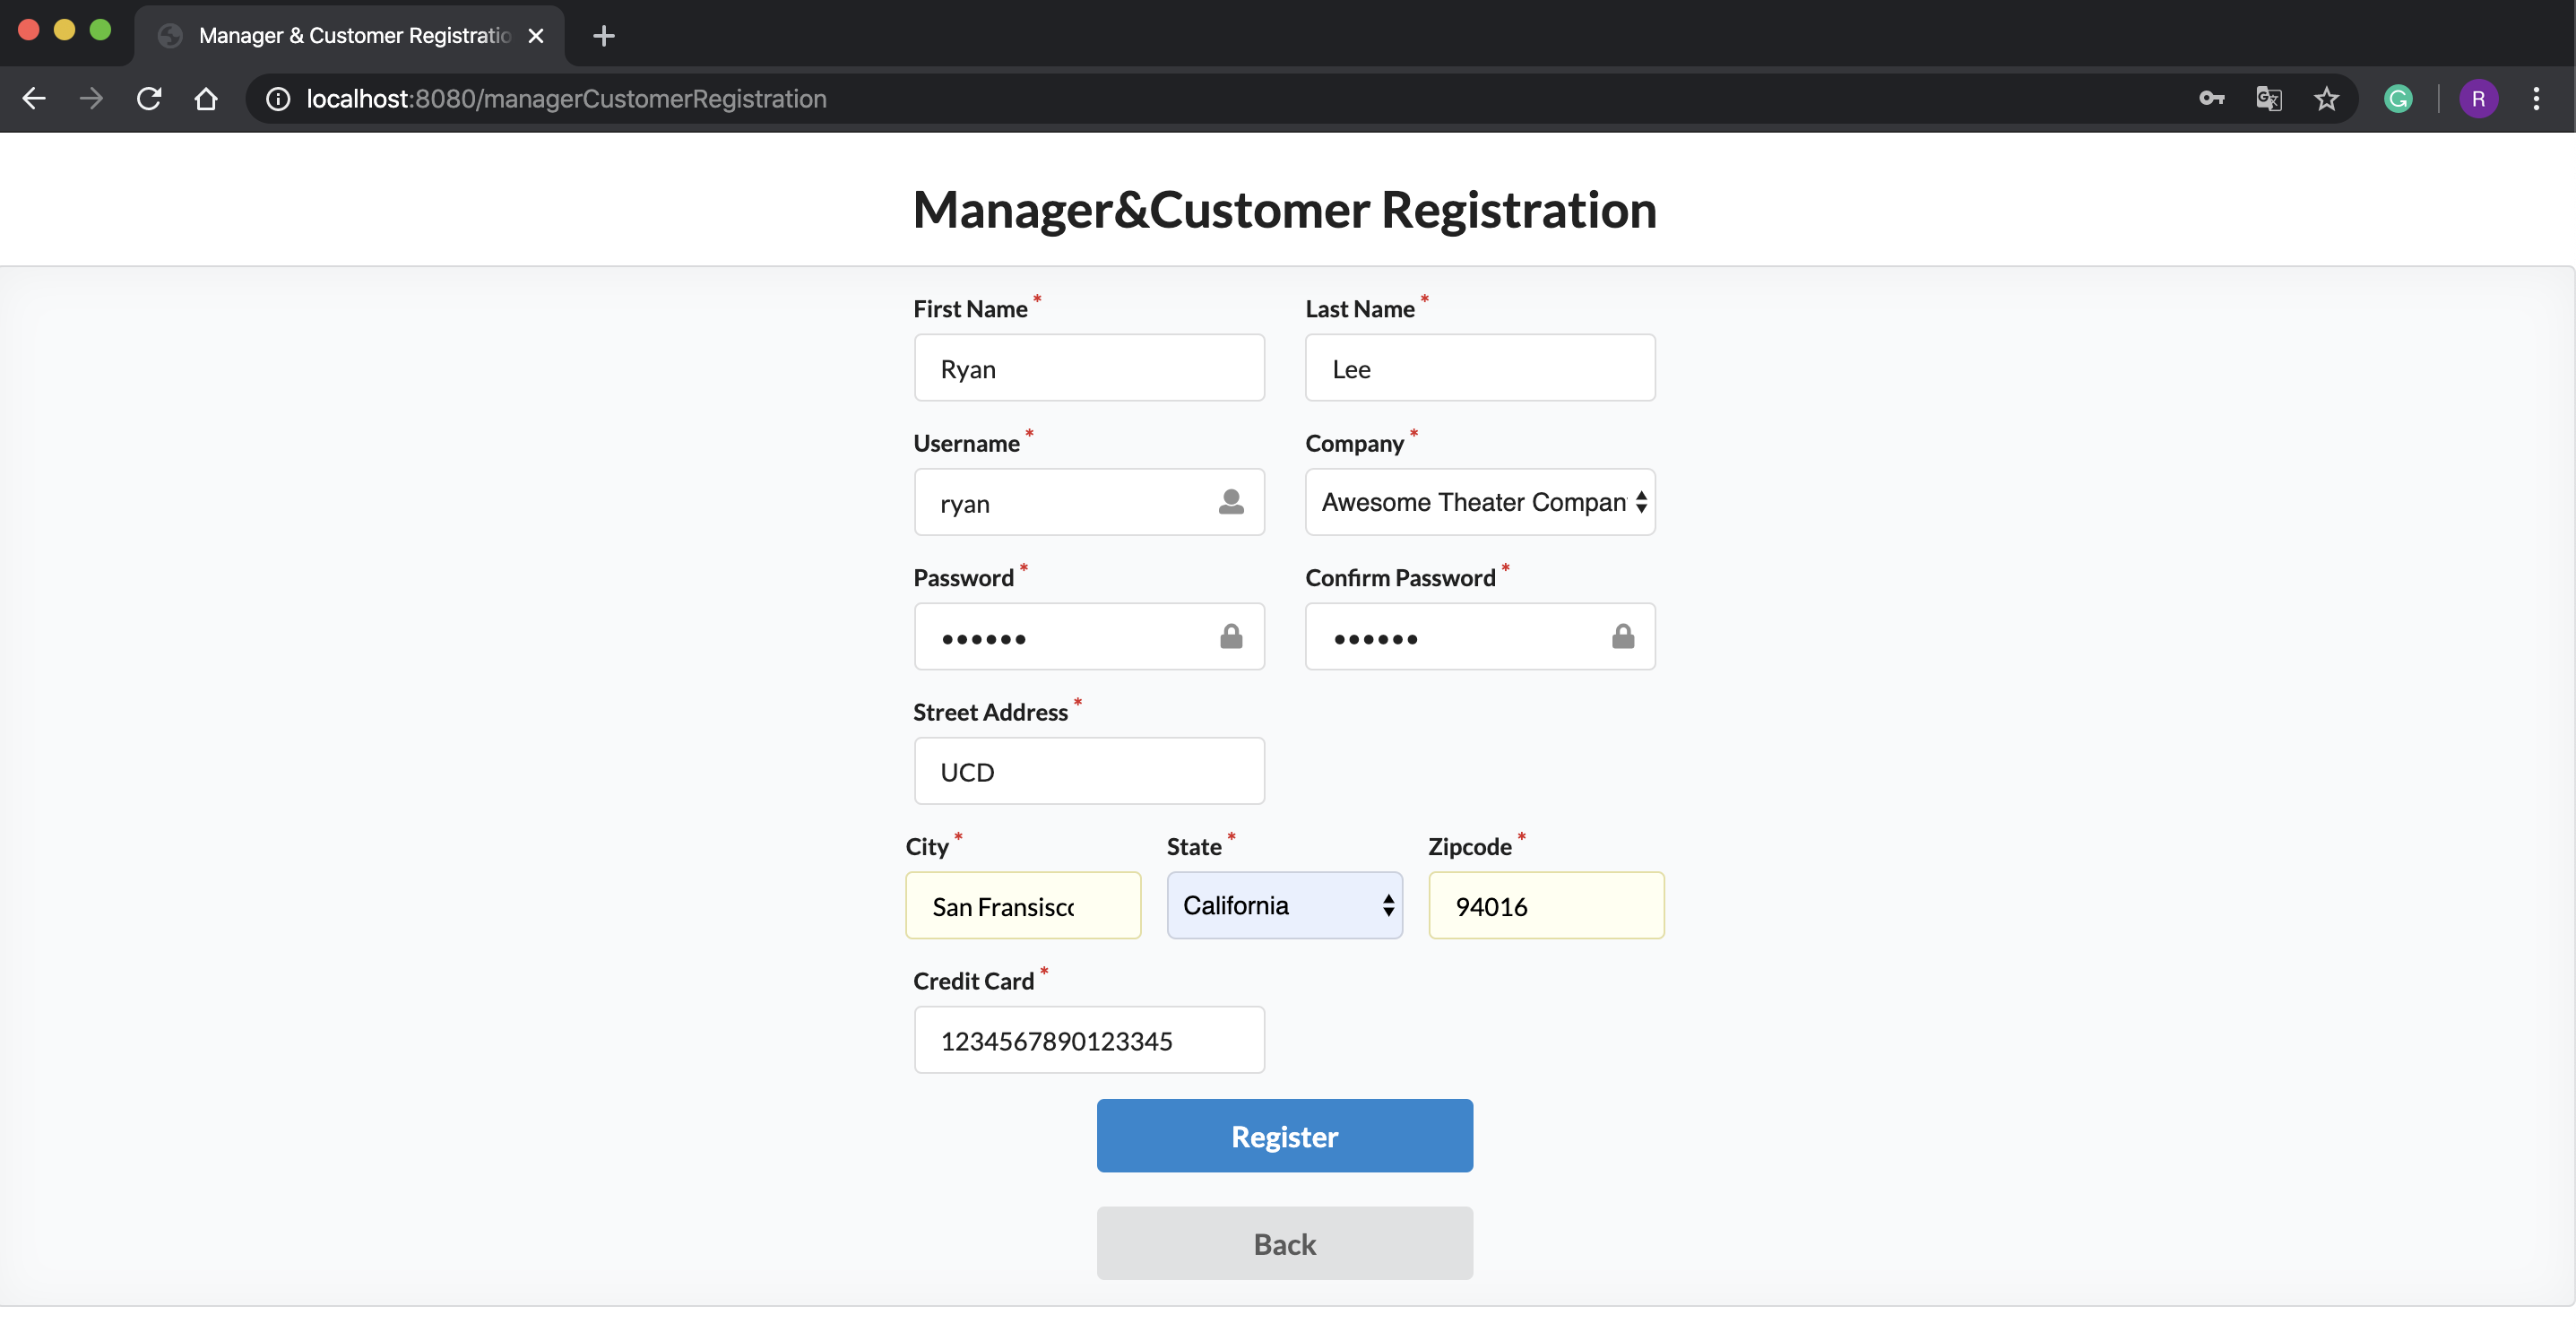 Manager & Customer Registratio
localhost:8080/managerCustomerRegistration
R
Manager&Customer Registration
First Name * Last Name *
Ryan Lee
Username * Company *
ryan Awesome Theater Compan
Password * Confirm Password *
•••••• ••••••
Street Address *
UCD
City * State * Zipcode *
San Fransisco California 94016
Credit Card *
1234567890123345
Register
Back